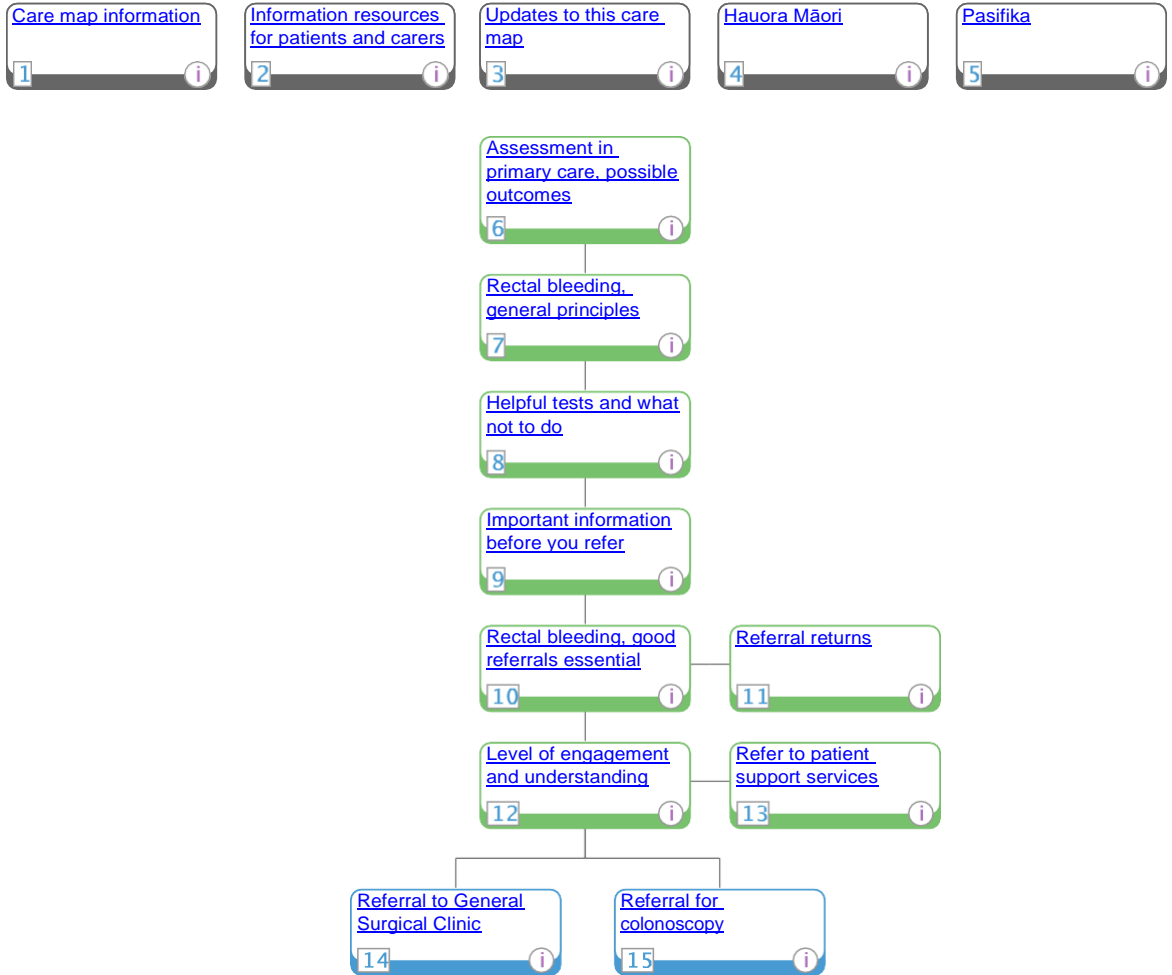 Care map information
1
i
Information resources
for patients and carers
2
i
Updates to this care
map
3
i
Hauora Māori
4
i
Pasifika
5
i
Assessment in
primary care, possible
outcomes
6
i
Rectal bleeding,
general principles
7
i
Helpful tests and what
not to do
8
i
Important information
before you refer
9
i
Rectal bleeding, good
referrals essential
10
i
Referral returns
11
i
Level of engagement
and understanding
12
i
Refer to patient
support services
13
i
Referral to General
Surgical Clinic
14
i
Referral for
colonoscopy
15
i